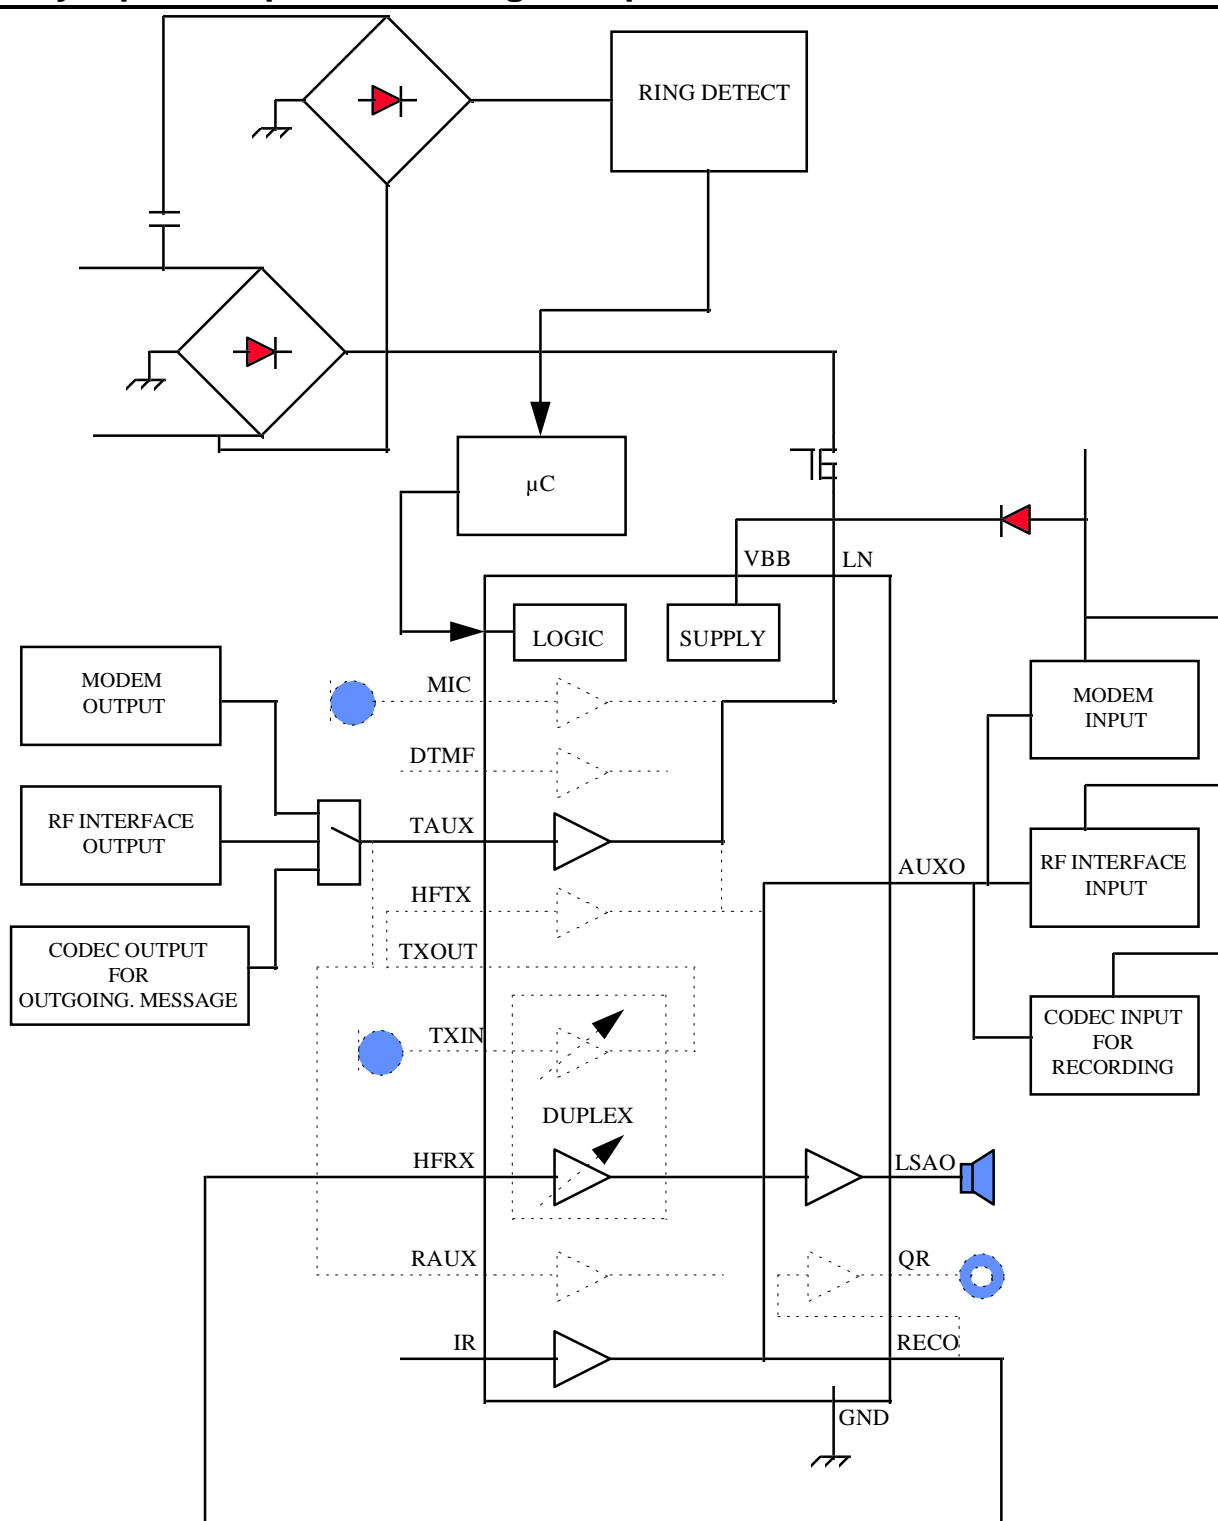 RING DETECT
µC
VBB
LN
LOGIC
SUPPLY
MODEM
OUTPUT
MIC
MODEM
INPUT
DTMF
RF INTERFACE
OUTPUT
TAUX
AUXO
RF INTERFACE
INPUT
HFTX
CODEC OUTPUT
FOR
OUTGOING. MESSAGE
TXOUT
TXIN
CODEC INPUT
FOR
RECORDING
DUPLEX
HFRX
LSAO
RAUX
QR
IR
RECO
GND